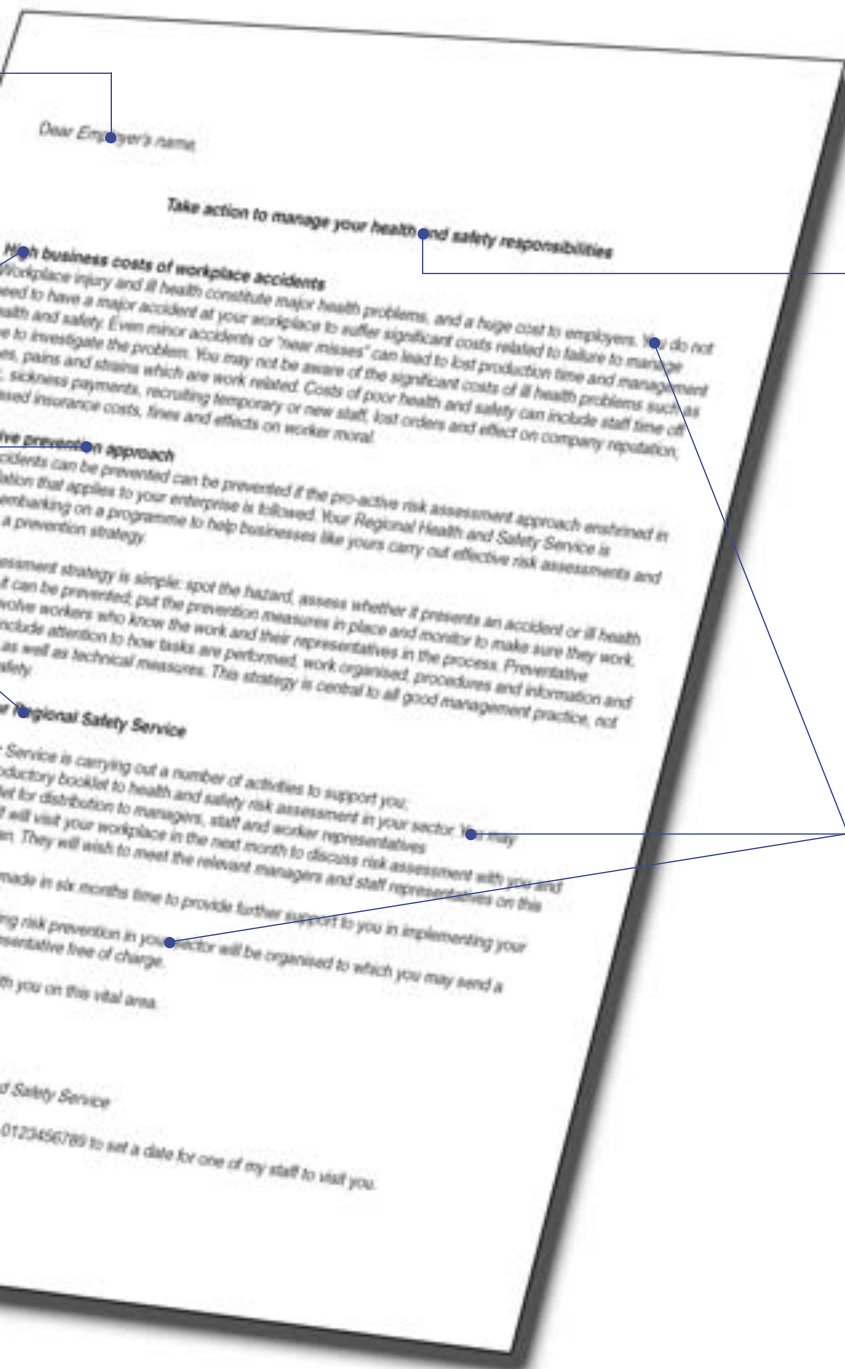 Dear Employer's name,
Take action to manage your health and safety responsibilities
High business costs of workplace accidents
Workplace injury and ill health constitute major health problems, and a huge cost to employers. You do not
eed to have a major accident at your workplace to suffer significant costs related to failure to manage
ealth and safety. Even minor accidents or "near misses" can lead to lost production time and management
e to investigate the problem. You may not be aware of the significant costs of ill health problems such as
es, pains and strains which are work related. Costs of poor health and safety can include staff time off
, sickness payments, recruiting temporary or new staff, lost orders and effect on company reputation,
ased insurance costs, fines and effects on worker moral.
ive prevention approach
cidents can be prevented can be prevented if the pro-active risk assessment approach enshrined in
lation that applies to your enterprise is followed. Your Regional Health and Safety Service is
embarking on a programme to help businesses like yours carry out effective risk assessments and
a prevention strategy.
essment strategy is simple: spot the hazard, assess whether it presents an accident or ill health
it can be prevented; put the prevention measures in place and monitor to make sure they work.
volve workers who know the work and their representatives in the process. Preventative
nclude attention to how tasks are performed, work organised, procedures and information and
as well as technical measures. This strategy is central to all good management practice, not
afety.
r Regional Safety Service
Service is carrying out a number of activities to support you:
oductory booklet to health and safety risk assessment in your sector. You may
let for distribution to managers, staff and worker representatives
f will visit your workplace in the next month to discuss risk assessment with you and
an. They will wish to meet the relevant managers and staff representatives on this
made in six months time to provide further support to you in implementing your
ing risk prevention in your sector will be organised to which you may send a
esentative free of charge.
th you on this vital area.
d Safety Service
0123456789 to set a date for one of my staff to visit you.